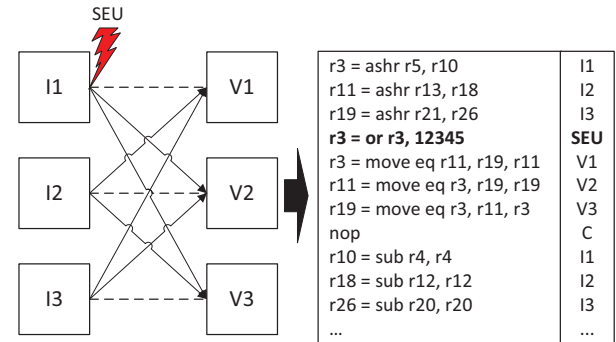 SEU
I1
V1
I2
V2
I3
V3
r3 = ashr r5, r10 I1
r11 = ashr r13, r18 I2
r19 = ashr r21, r26 I3
r3 = or r3, 12345 SEU
r3 = move eq r11, r19, r11 V1
r11 = move eq r3, r19, r19 V2
r19 = move eq r3, r11, r3 V3
nop C
r10 = sub r4, r4 I1
r18 = sub r12, r12 I2
r26 = sub r20, r20 I3
... ...